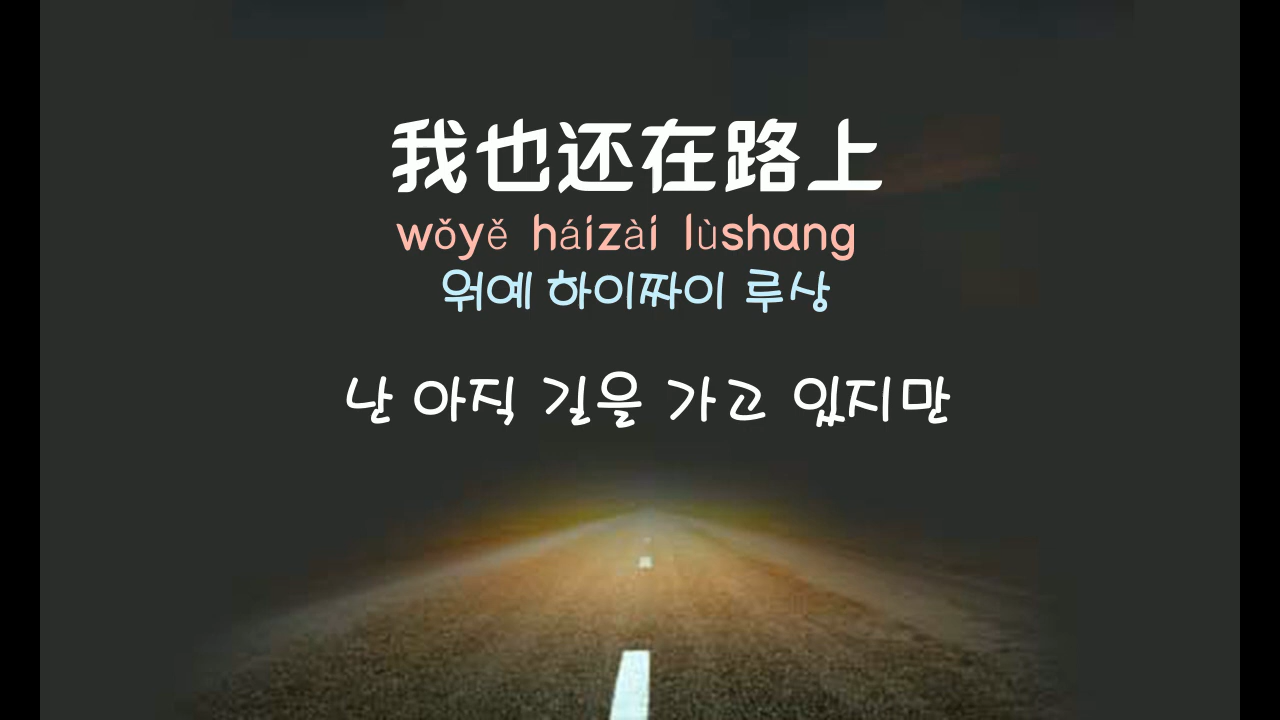 我也还在路上
wǒyě háizài lùshang
워예 하이짜이 루샹
난 아직 길을 가고 있지만